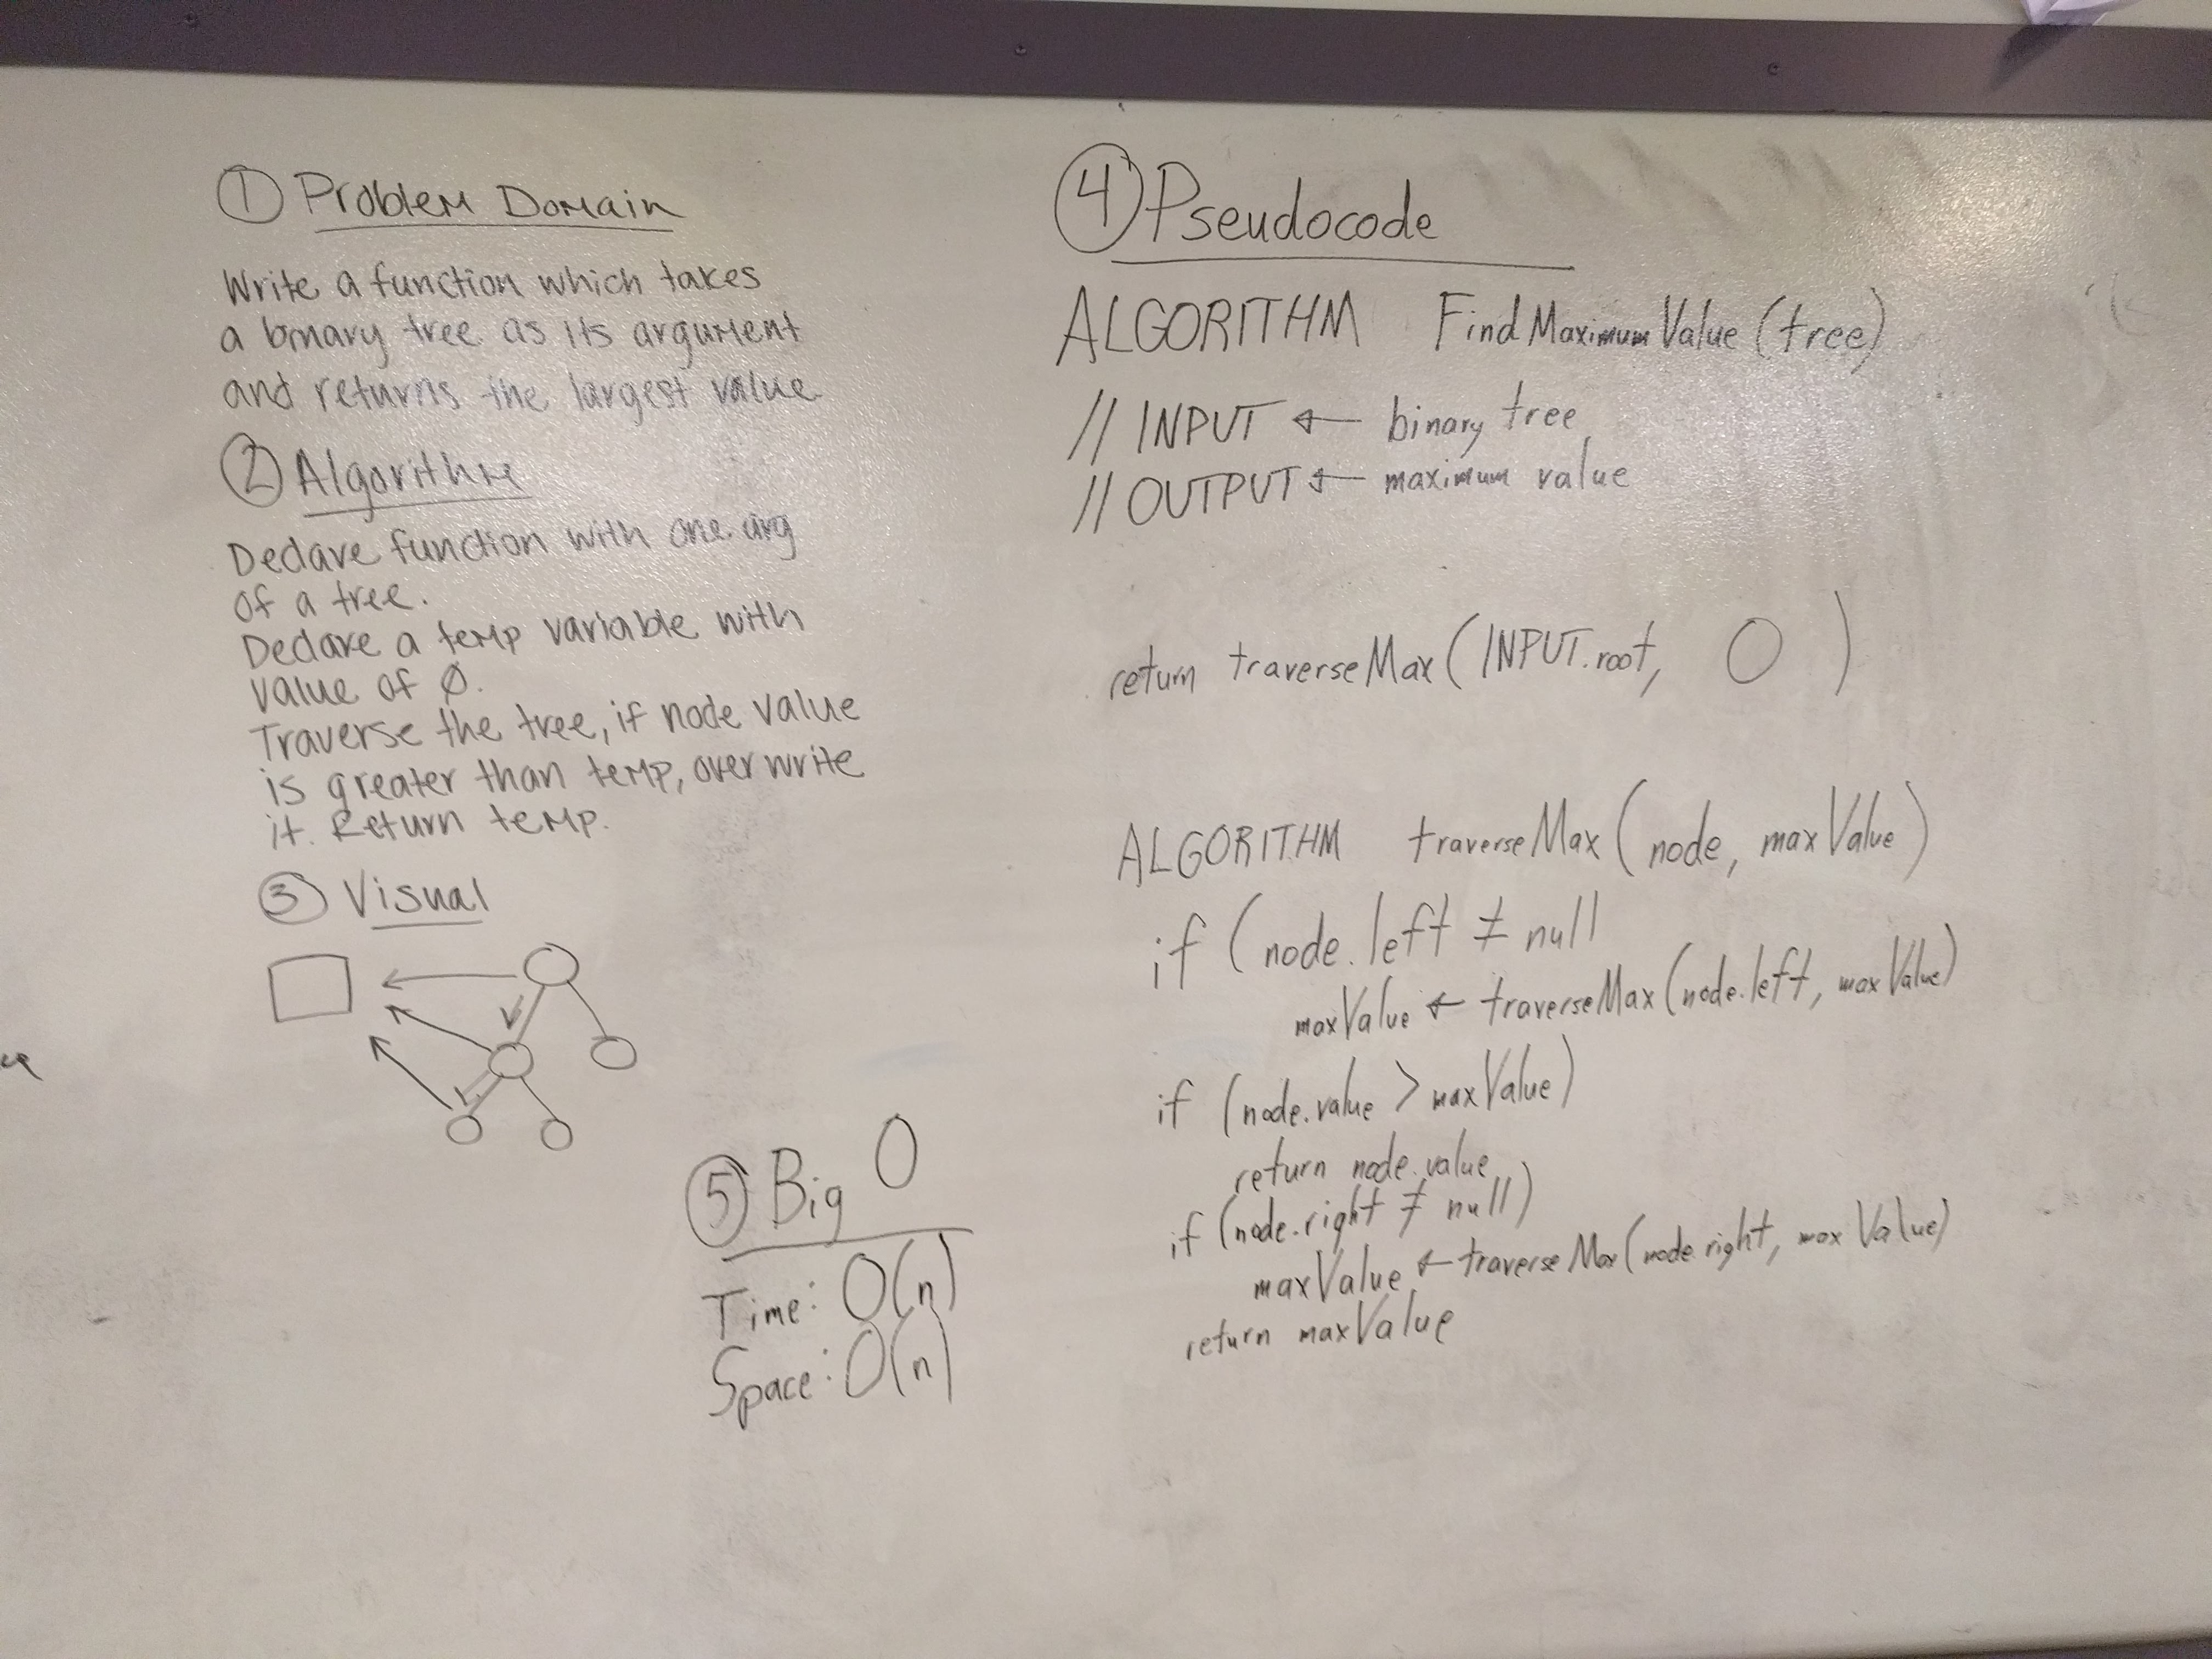 ① Problem Domain
Write a function which takes
a binary tree as its argument
and returns the largest value
② Algorithm
Declare function with one arg
of a tree.
Declare a temp variable with
value of Ø.
Traverse the tree, if node value
is greater than temp, overwrite
it. Return temp.
③ Visual
④ Pseudocode
ALGORITHM FindMaximumValue (tree)
// INPUT ← binary tree
// OUTPUT ← maximum value
return traverseMax (INPUT.root, 0)
ALGORITHM traverseMax (node, maxValue)
if (node.left ≠ null
maxValue ← traverseMax (node.left, maxValue)
if (node.value > maxValue)
return node.value
if (node.right ≠ null)
maxValue ← traverseMax (node.right, maxValue)
return maxValue
⑤ Big O
Time: O(n)
Space: O(n)